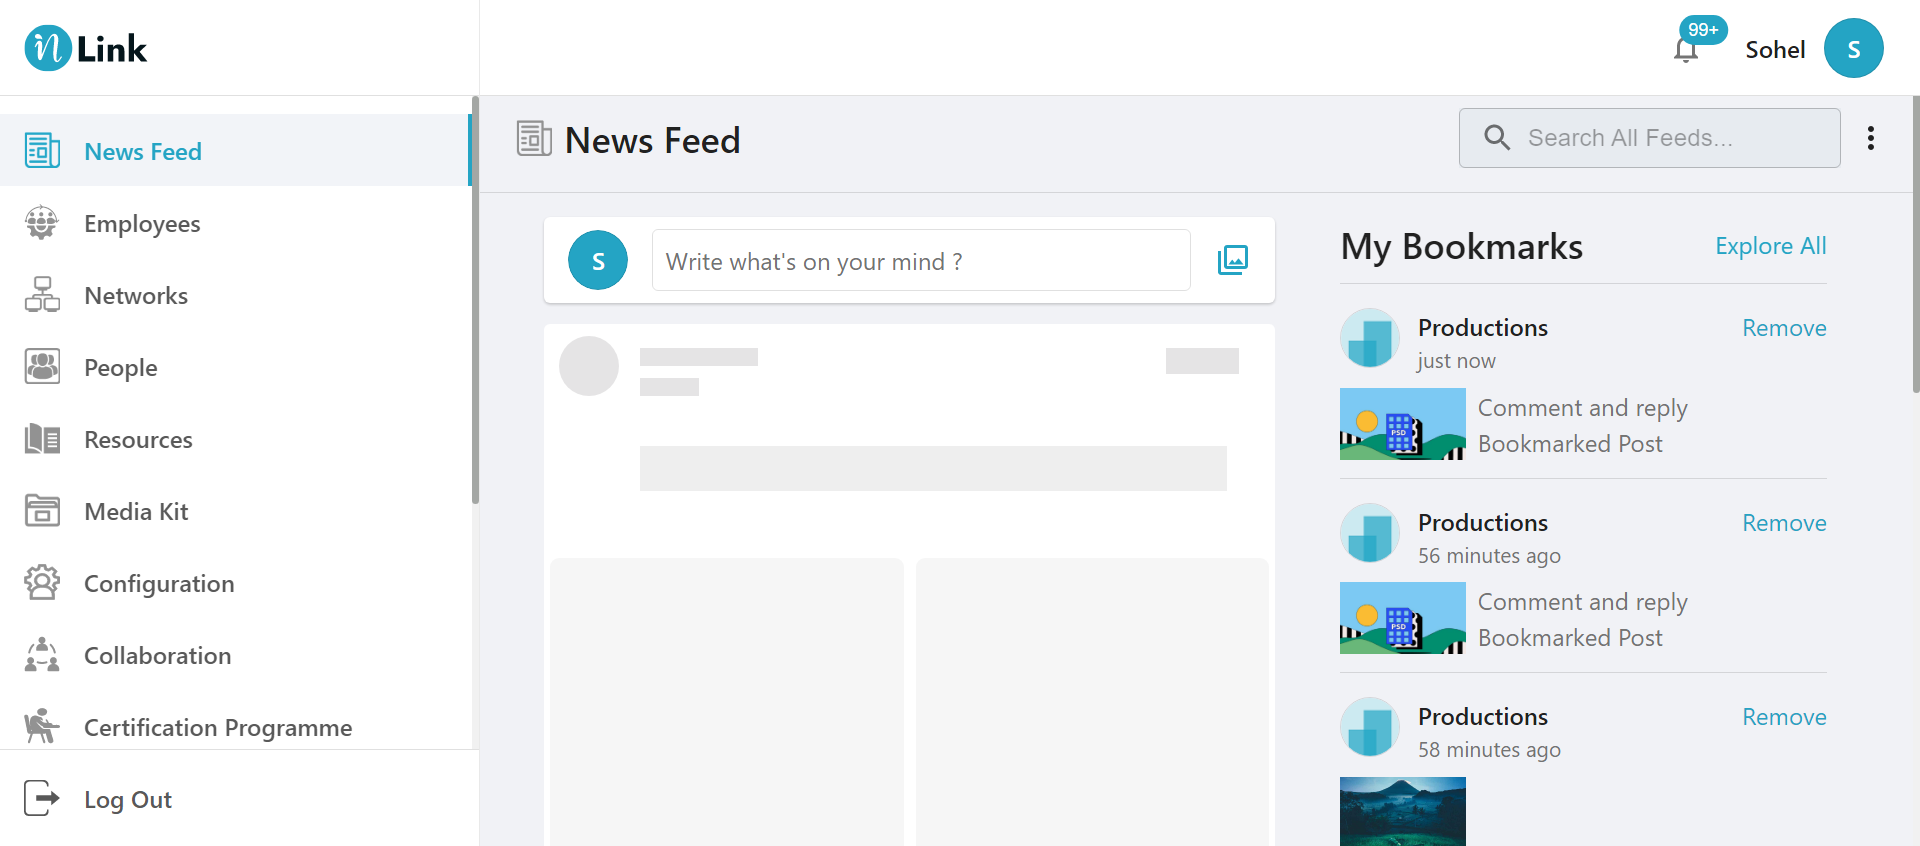 n Link
99+
Sohel
S
News Feed
Employees
Networks
People
Resources
Media Kit
Configuration
Collaboration
Certification Programme
Log Out
News Feed
Search All Feeds...
S
Write what's on your mind ?
My Bookmarks
Explore All
Productions
Remove
just now
PSD
Comment and reply
Bookmarked Post
Productions
Remove
56 minutes ago
PSD
Comment and reply
Bookmarked Post
Productions
Remove
58 minutes ago